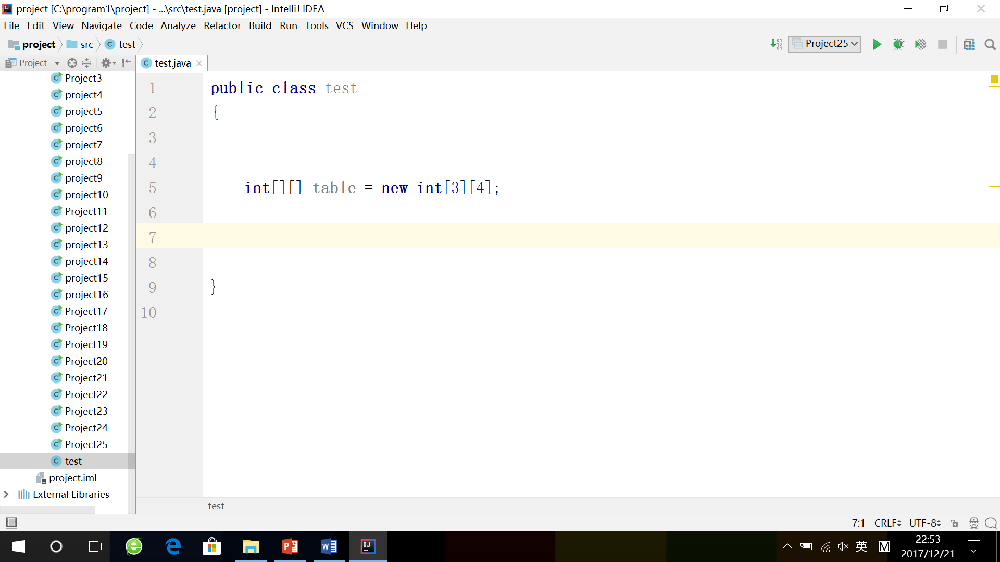 project [C:\program1\project] - ...\src\test.java [project] - IntelliJ IDEA
File Edit View Navigate Code Analyze Refactor Build Run Tools VCS Window Help
project src test
Project25
Project
test.java
Project3
project4
project5
project6
project7
project8
project9
project10
Project11
project12
project13
project14
project15
project16
Project17
Project18
Project19
Project20
Project21
Project22
Project23
Project24
Project25
test
project.iml
External Libraries
1 public class test
2 {
3
4
5 int[][] table = new int[3][4];
6
7
8
9 }
10
test
7:1 CRLF UTF-8
英 M
22:53
2017/12/21